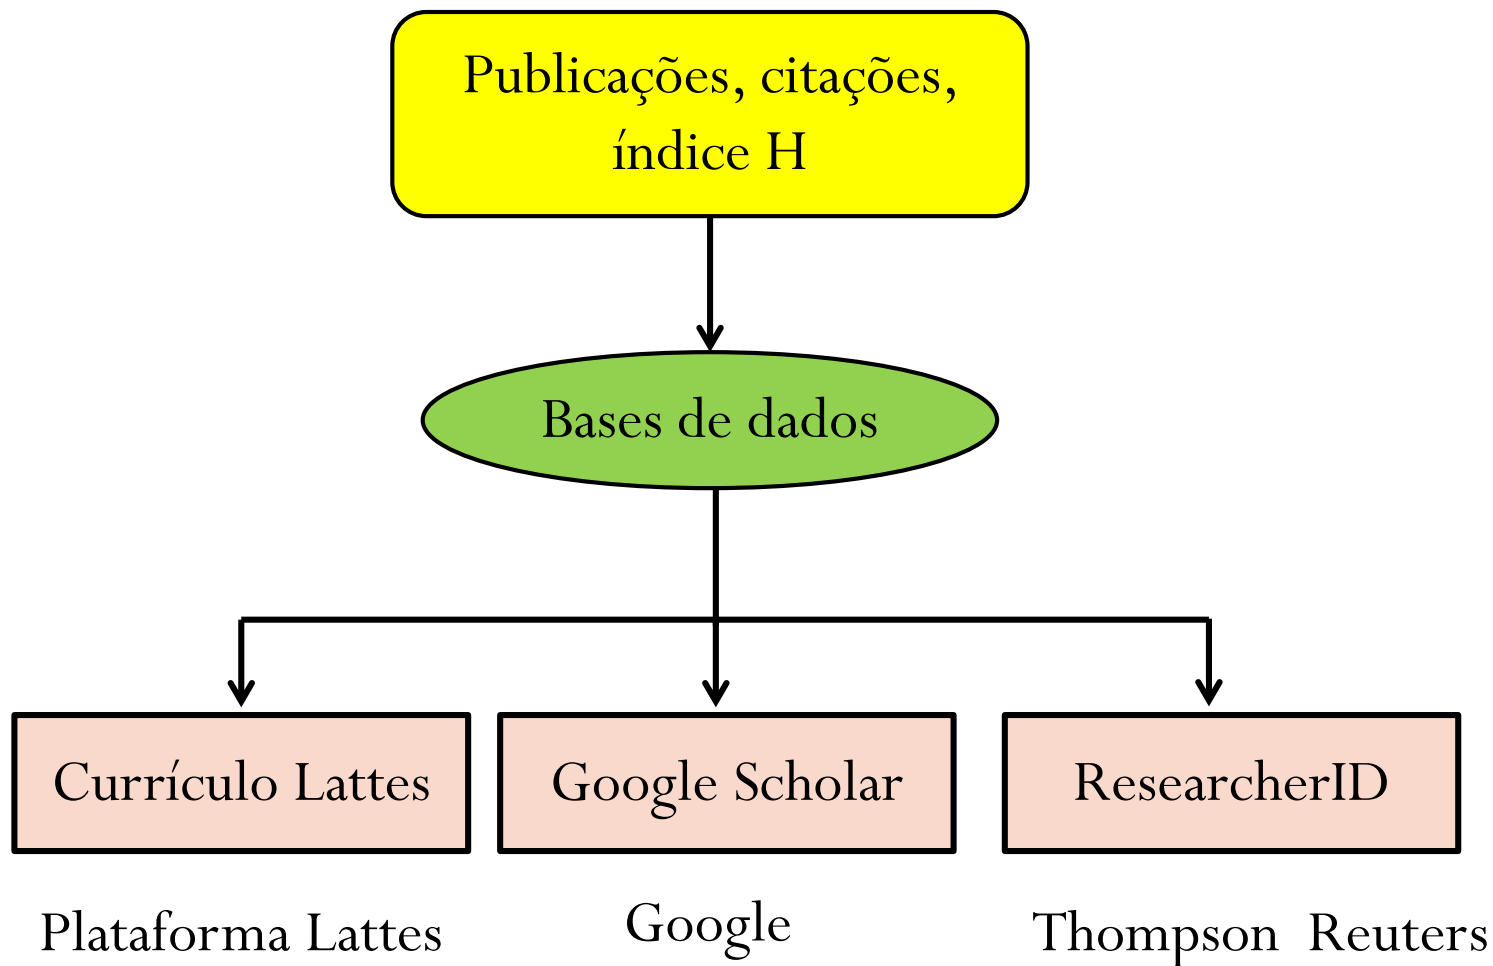 Publicações, citações,
índice H
Bases de dados
Currículo Lattes
Google Scholar
ResearcherID
Plataforma Lattes
Google
Thompson Reuters